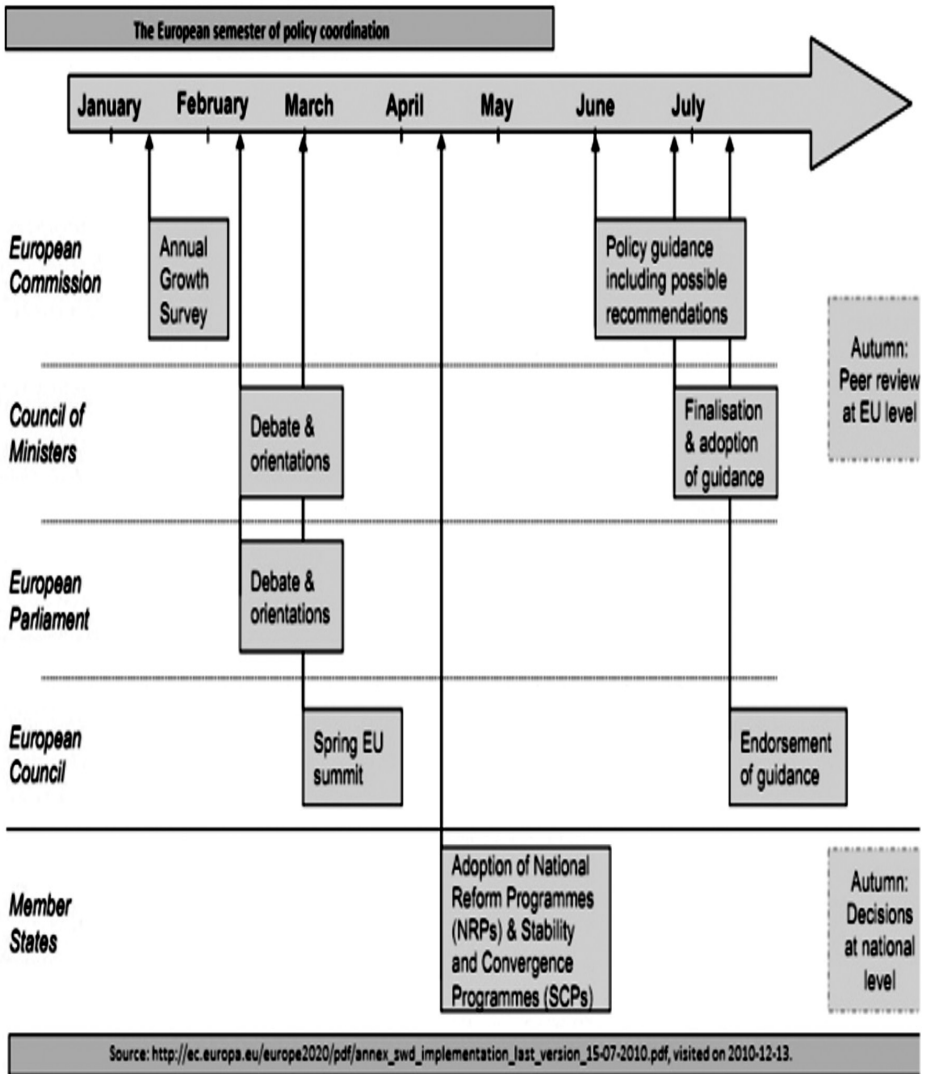 The European semester of policy coordination
January February March April May June July
European
Commission
Annual
Growth
Survey
Policy guidance
including possible
recommendations
Autumn:
Peer review
at EU level
Council of
Ministers
Debate &
orientations
Finalisation
& adoption
of guidance
European
Parliament
Debate &
orientations
European
Council
Spring EU
summit
Endorsement
of guidance
Member
States
Adoption of National
Reform Programmes
(NRPs) & Stability
and Convergence
Programmes (SCPs)
Autumn:
Decisions
at national
level
Source: http://ec.europa.eu/europe2020/pdf/annex_swd_implementation_last_version_15-07-2010.pdf, visited on 2010-12-13.